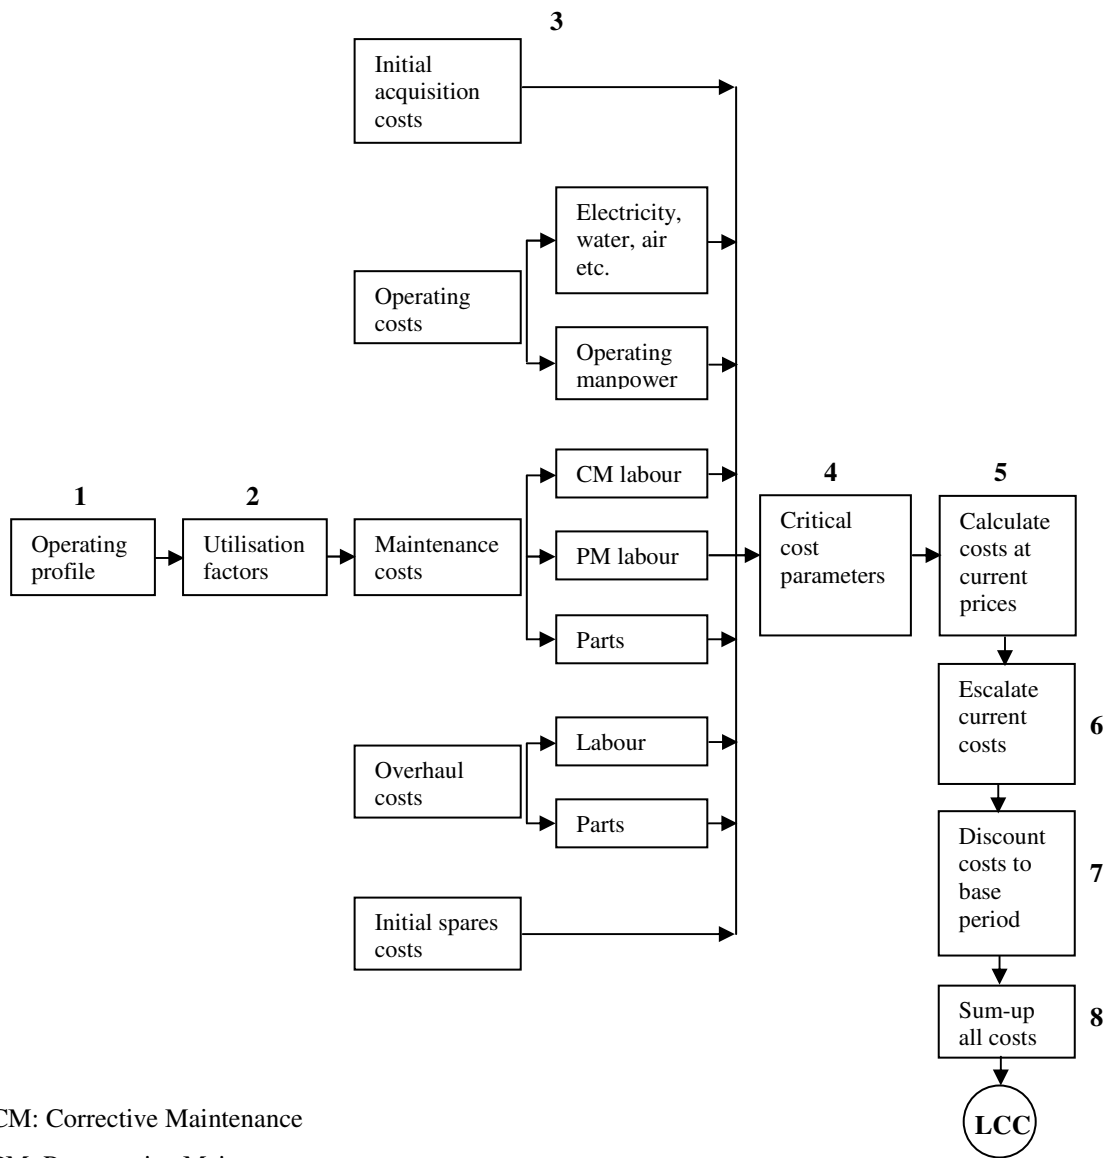 3
Initial
acquisition
costs
Electricity,
water, air
etc.
Operating
costs
Operating
manpower
1
Operating
profile
2
Utilisation
factors
Maintenance
costs
CM labour
PM labour
Parts
4
Critical
cost
parameters
5
Calculate
costs at
current
prices
Escalate
current
costs
6
Overhaul
costs
Labour
Parts
Discount
costs to
base
period
7
Initial spares
costs
Sum-up
all costs
8
LCC
CM: Corrective Maintenance